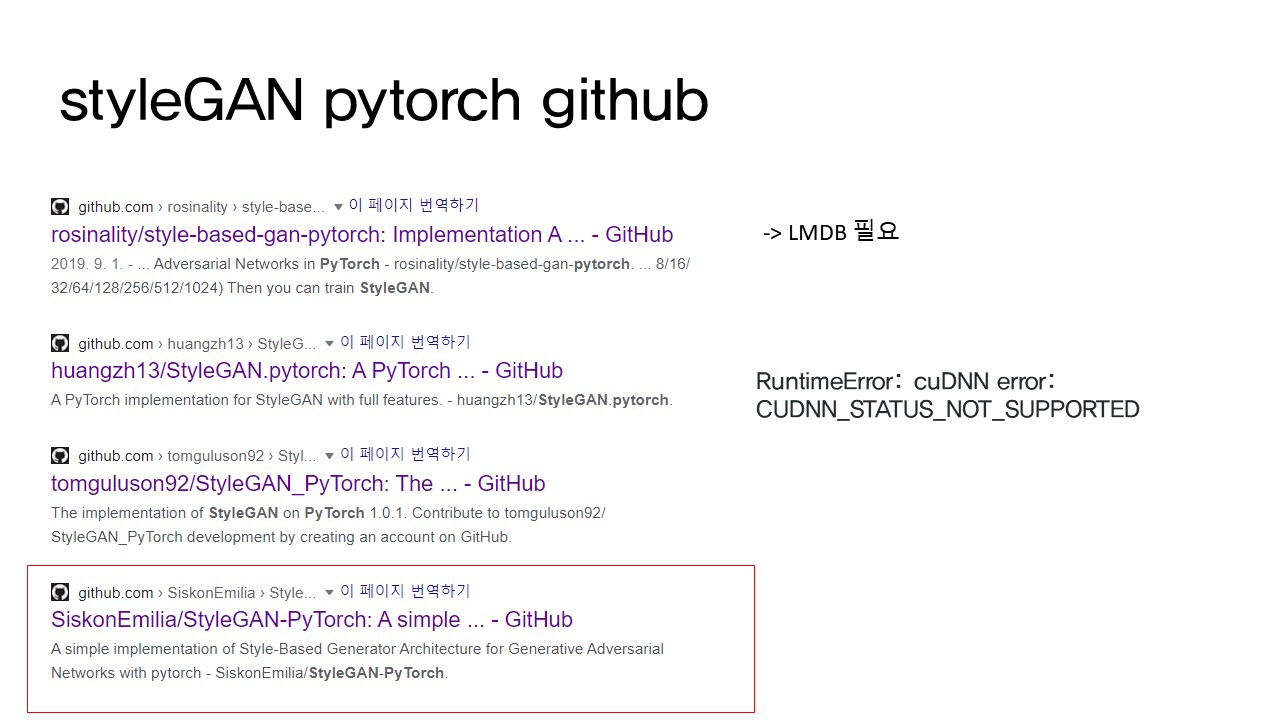 styleGAN pytorch github
github.com › rosinality › style-base... ▼ 이 페이지 번역하기
rosinality/style-based-gan-pytorch: Implementation A ... - GitHub
2019. 9. 1. - ... Adversarial Networks in PyTorch - rosinality/style-based-gan-pytorch. ... 8/16/
32/64/128/256/512/1024) Then you can train StyleGAN.
-> LMDB 필요
github.com › huangzh13 › StyleG... ▼ 이 페이지 번역하기
huangzh13/StyleGAN.pytorch: A PyTorch ... - GitHub
A PyTorch implementation for StyleGAN with full features. - huangzh13/StyleGAN.pytorch.
RuntimeError: cuDNN error:
CUDNN_STATUS_NOT_SUPPORTED
github.com › tomguluson92 › Styl... ▼ 이 페이지 번역하기
tomguluson92/StyleGAN_PyTorch: The ... - GitHub
The implementation of StyleGAN on PyTorch 1.0.1. Contribute to tomguluson92/
StyleGAN_PyTorch development by creating an account on GitHub.
github.com › SiskonEmilia › Style... ▼ 이 페이지 번역하기
SiskonEmilia/StyleGAN-PyTorch: A simple ... - GitHub
A simple implementation of Style-Based Generator Architecture for Generative Adversarial
Networks with pytorch - SiskonEmilia/StyleGAN-PyTorch.